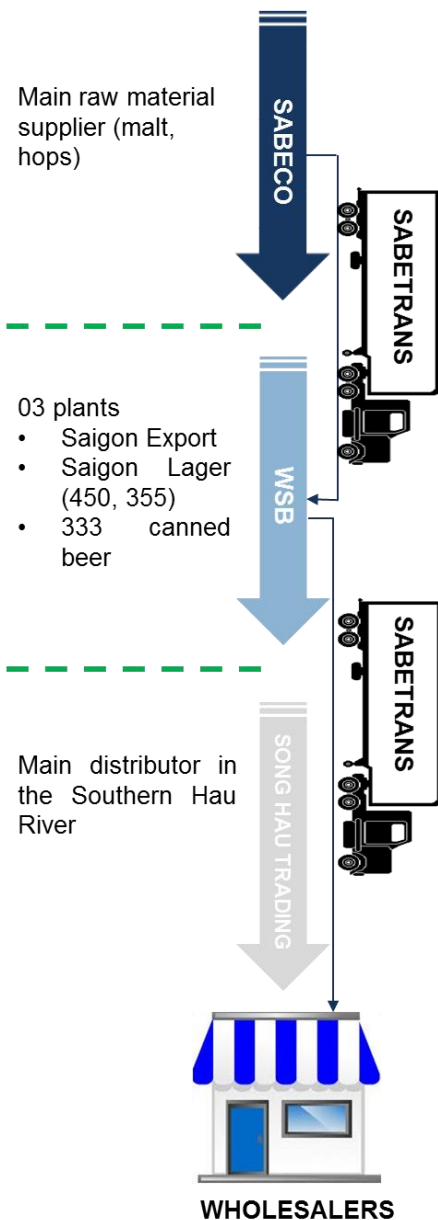 Main raw material
supplier (malt,
hops)
SABECO
SABETRANS
03 plants
• Saigon Export
• Saigon Lager
(450, 355)
• 333 canned
beer
WSB
SABETRANS
Main distributor in
the Southern Hau
River
SONG HAU TRADING
WHOLESALERS